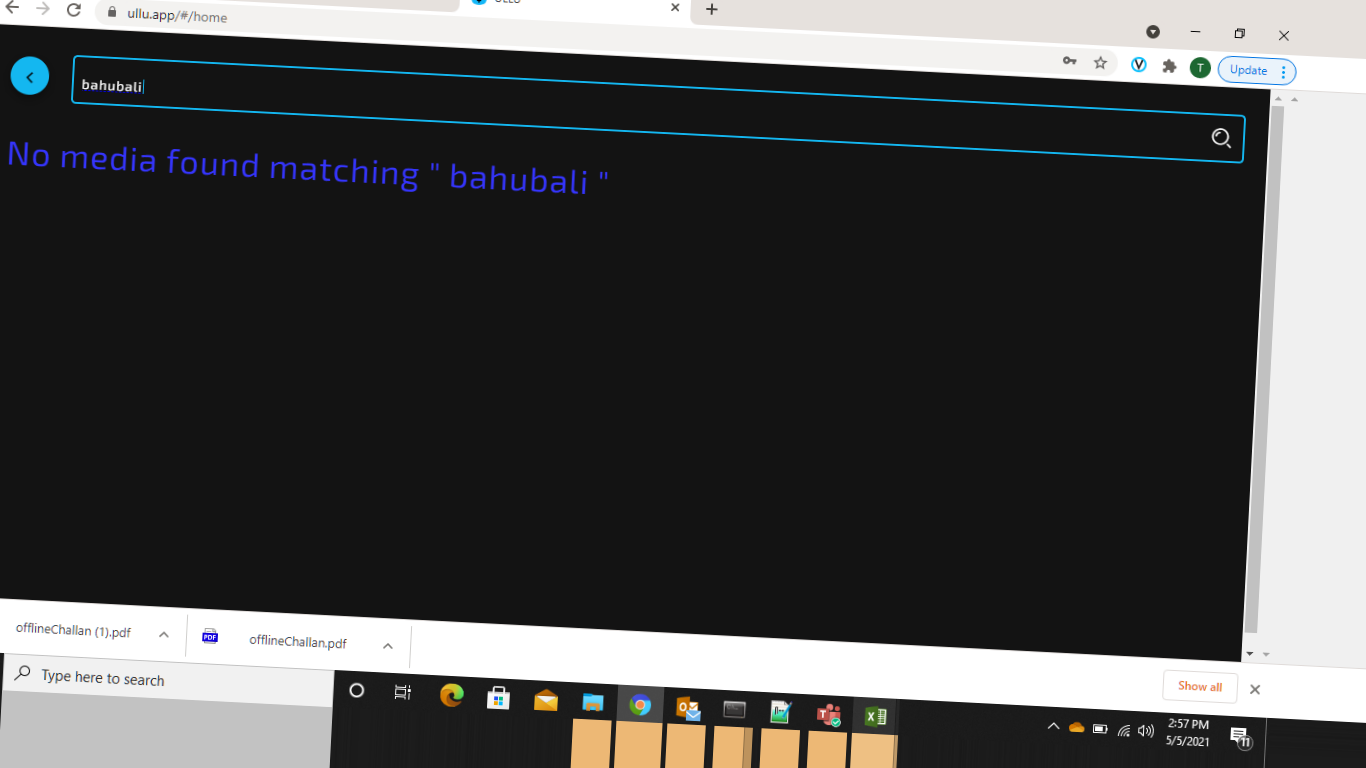 ULLU
ullu.app/#/home
T
Update
bahubali
No media found matching " bahubali "
offlineChallan (1).pdf
PDF
offlineChallan.pdf
Show all
Type here to search
2:57 PM
5/5/2021
11